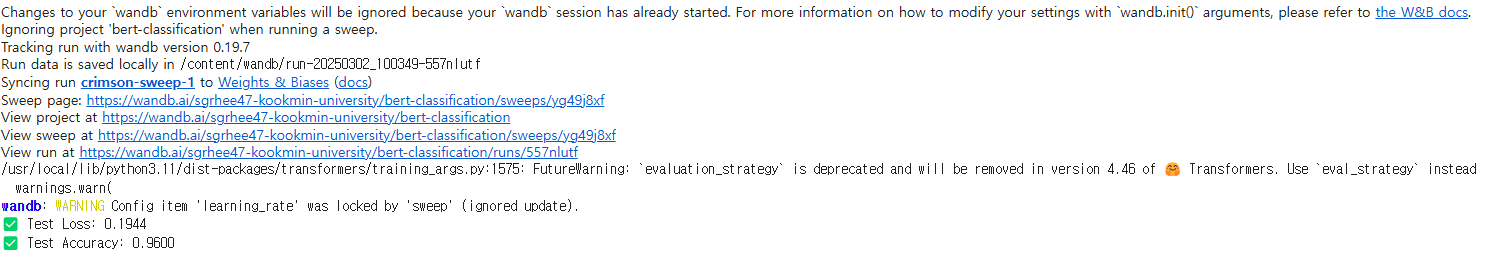 Changes to your `wandb` environment variables will be ignored because your `wandb` session has already started. For more information on how to modify your settings with `wandb.init()` arguments, please refer to the W&B docs.
Ignoring project 'bert-classification' when running a sweep.
Tracking run with wandb version 0.19.7
Run data is saved locally in /content/wandb/run-20250302_100349-557nlutf
Syncing run crimson-sweep-1 to Weights & Biases (docs)
Sweep page: https://wandb.ai/sgrhee47-kookmin-university/bert-classification/sweeps/yg49j8xf
View project at https://wandb.ai/sgrhee47-kookmin-university/bert-classification
View sweep at https://wandb.ai/sgrhee47-kookmin-university/bert-classification/sweeps/yg49j8xf
View run at https://wandb.ai/sgrhee47-kookmin-university/bert-classification/runs/557nlutf
/usr/local/lib/python3.11/dist-packages/transformers/training_args.py:1575: FutureWarning: `evaluation_strategy` is deprecated and will be removed in version 4.46 of 🤗 Transformers. Use `eval_strategy` instead
  warnings.warn(
wandb: WARNING Config item 'learning_rate' was locked by 'sweep' (ignored update).
✅ Test Loss: 0.1944
✅ Test Accuracy: 0.9600